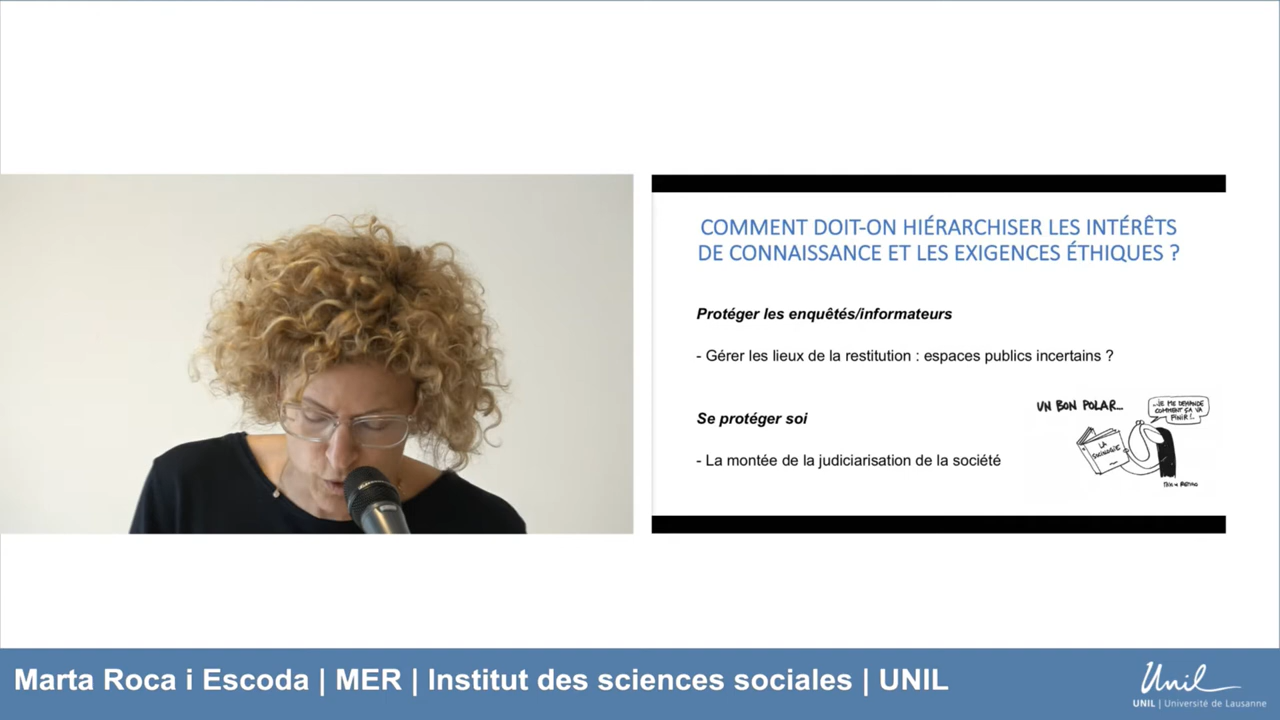 COMMENT DOIT-ON HIÉRARCHISER LES INTÉRÊTS
DE CONNAISSANCE ET LES EXIGENCES ÉTHIQUES ?
Protéger les enquêtés/informateurs
- Gérer les lieux de la restitution : espaces publics incertains ?
UN BON POLAR...
...JE ME DEMANDE
COMMENT ÇA VA
FINIR!..
Se protéger soi
LA
SOCIOLOGIE
- La montée de la judiciarisation de la société
Marta Roca i Escoda | MER | Institut des sciences sociales | UNIL
Unil
UNIL | Université de Lausanne